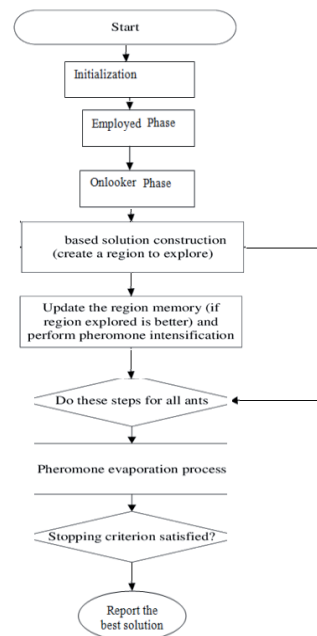 Start
Initialization
Employed Phase
Onlooker Phase
based solution construction
(create a region to explore)
Update the region memory (if
region explored is better) and
perform pheromone intensification
Do these steps for all ants
Pheromone evaporation process
Stopping criterion satisfied?
Report the
best solution